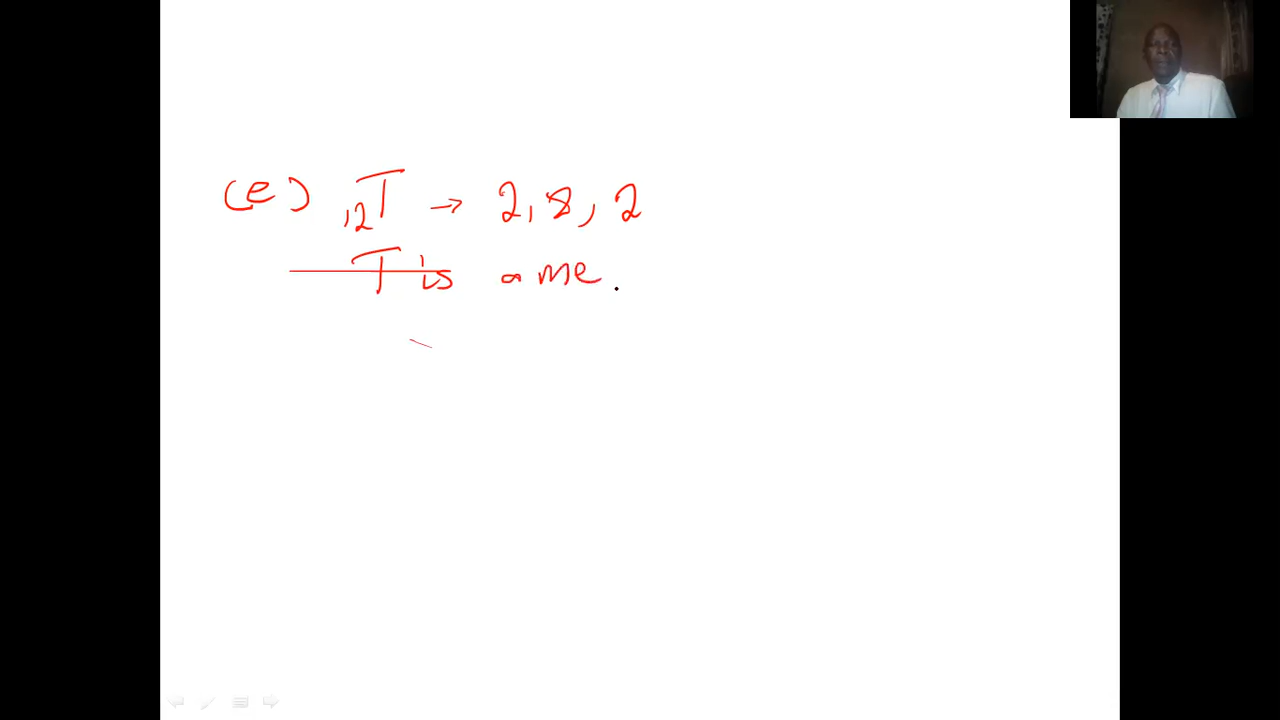 (e) ₁₂T → 2, 8, 2
T is a me